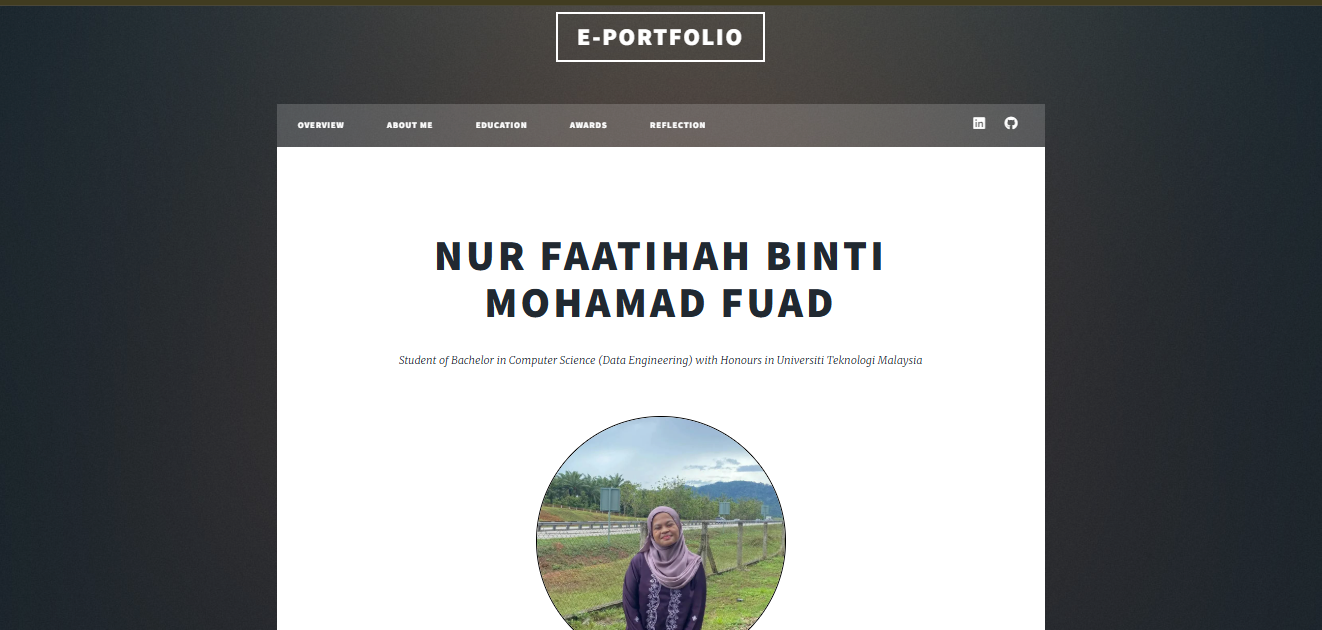 E-PORTFOLIO
OVERVIEW ABOUT ME EDUCATION AWARDS REFLECTION
NUR FAATIHAH BINTI
MOHAMAD FUAD
Student of Bachelor in Computer Science (Data Engineering) with Honours in Universiti Teknologi Malaysia